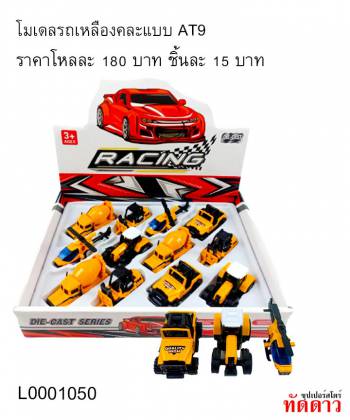 โมเดลรถเหลืองคละแบบ AT9
ราคาโหลละ 180 บาท ชิ้นละ 15 บาท
3+
AGES
RACING
DIE-CAST SERIES
L0001050
ซุปเปอร์สโตร์
ทัดดาว